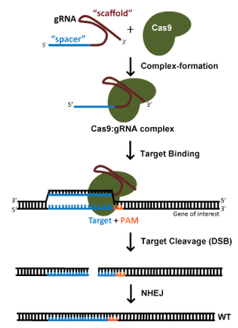 gRNA "scaffold"
Cas9
"spacer"
5' 3'
Complex-formation
5' 3'
Cas9:gRNA complex
Target Binding
3' 5'
5' 3'
Gene of interest
Target + PAM
Target Cleavage (DSB)
NHEJ
WT